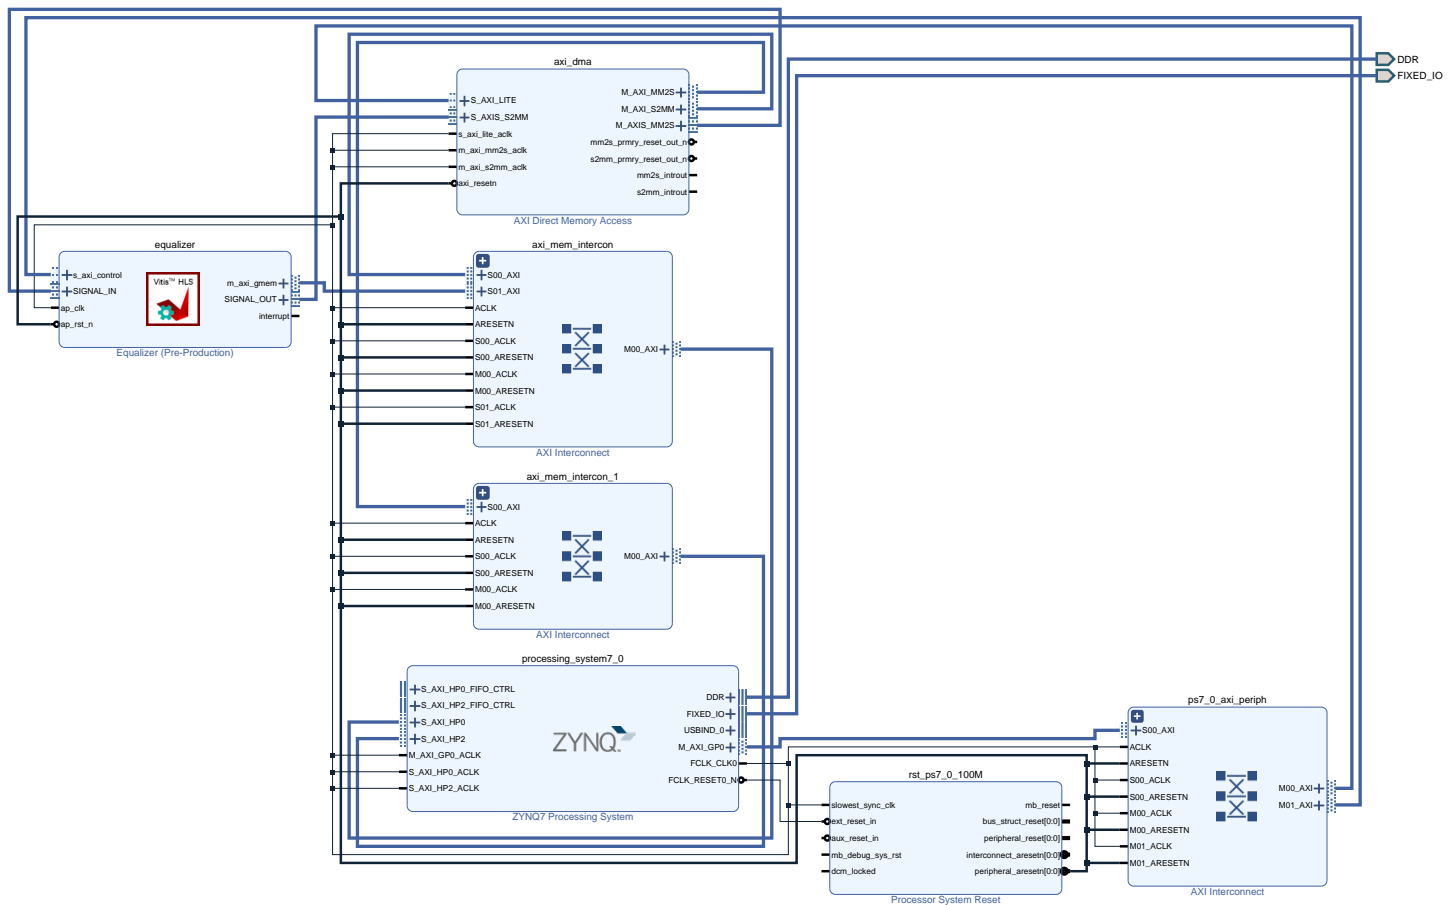 DDR
FIXED_IO
axi_dma
S_AXI_LITE
S_AXIS_S2MM
s_axi_lite_aclk
m_axi_mm2s_aclk
m_axi_s2mm_aclk
axi_resetn
M_AXI_MM2S
M_AXI_S2MM
M_AXIS_MM2S
mm2s_prmry_reset_out_n
s2mm_prmry_reset_out_n
mm2s_introut
s2mm_introut
AXI Direct Memory Access
equalizer
s_axi_control
SIGNAL_IN
ap_clk
ap_rst_n
Vitis™ HLS
m_axi_gmem
SIGNAL_OUT
interrupt
Equalizer (Pre-Production)
axi_mem_intercon
S00_AXI
S01_AXI
ACLK
ARESETN
S00_ACLK
S00_ARESETN
M00_ACLK
M00_ARESETN
S01_ACLK
S01_ARESETN
M00_AXI
AXI Interconnect
axi_mem_intercon_1
S00_AXI
ACLK
ARESETN
S00_ACLK
S00_ARESETN
M00_ACLK
M00_ARESETN
M00_AXI
AXI Interconnect
processing_system7_0
S_AXI_HP0_FIFO_CTRL
S_AXI_HP2_FIFO_CTRL
S_AXI_HP0
S_AXI_HP2
M_AXI_GP0_ACLK
S_AXI_HP0_ACLK
S_AXI_HP2_ACLK
ZYNQ
DDR
FIXED_IO
USBIND_0
M_AXI_GP0
FCLK_CLK0
FCLK_RESET0_N
ZYNQ7 Processing System
rst_ps7_0_100M
slowest_sync_clk
ext_reset_in
aux_reset_in
mb_debug_sys_rst
dcm_locked
mb_reset
bus_struct_reset[0:0]
peripheral_reset[0:0]
interconnect_aresetn[0:0]
peripheral_aresetn[0:0]
Processor System Reset
ps7_0_axi_periph
S00_AXI
ACLK
ARESETN
S00_ACLK
S00_ARESETN
M00_ACLK
M00_ARESETN
M01_ACLK
M01_ARESETN
M00_AXI
M01_AXI
AXI Interconnect